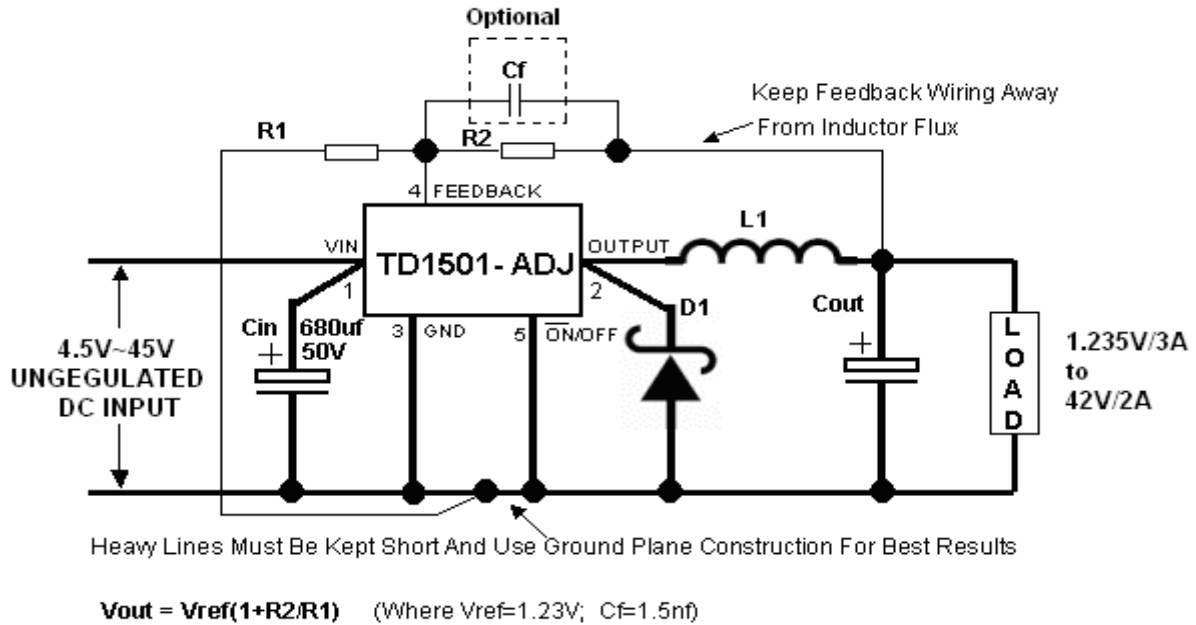 Optional
Cf
Keep Feedback Wiring Away
From Inductor Flux
R1
R2
4 FEEDBACK
L1
VIN
TD1501- ADJ
OUTPUT
1
2
D1
Cout
+
Cin
680uf
50V
+
3 GND
5 ON/OFF
4.5V~45V
UNGEGULATED
DC INPUT
LOAD
1.235V/3A
to
42V/2A
Heavy Lines Must Be Kept Short And Use Ground Plane Construction For Best Results
Vout = Vref(1+R2/R1) (Where Vref=1.23V; Cf=1.5nf)